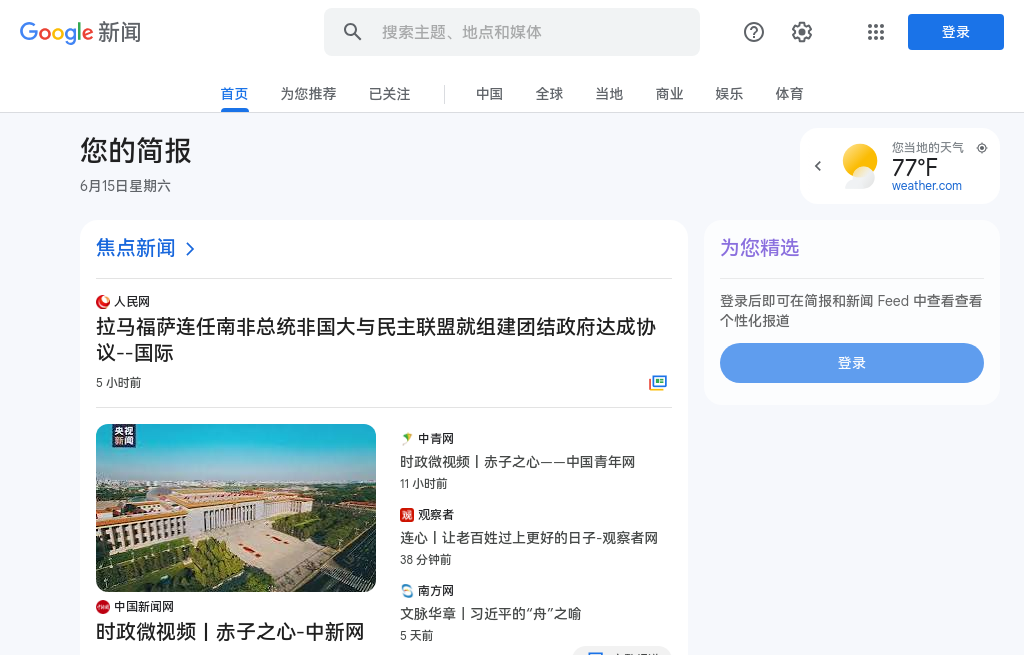 Google 新闻
搜索主题、地点和媒体
登录
首页
为您推荐
已关注
中国
全球
当地
商业
娱乐
体育
您的简报
6月15日星期六
您当地的天气
77°F
weather.com
焦点新闻
人民网
拉马福萨连任南非总统非国大与民主联盟就组建团结政府达成协
议--国际
5 小时前
央视
新闻
中国新闻网
时政微视频丨赤子之心-中新网
中青网
时政微视频丨赤子之心——中国青年网
11 小时前
观察者
连心丨让老百姓过上更好的日子-观察者网
38 分钟前
南方网
文脉华章丨习近平的“舟”之喻
5 天前
为您精选
登录后即可在简报和新闻 Feed 中查看查看
个性化报道
登录